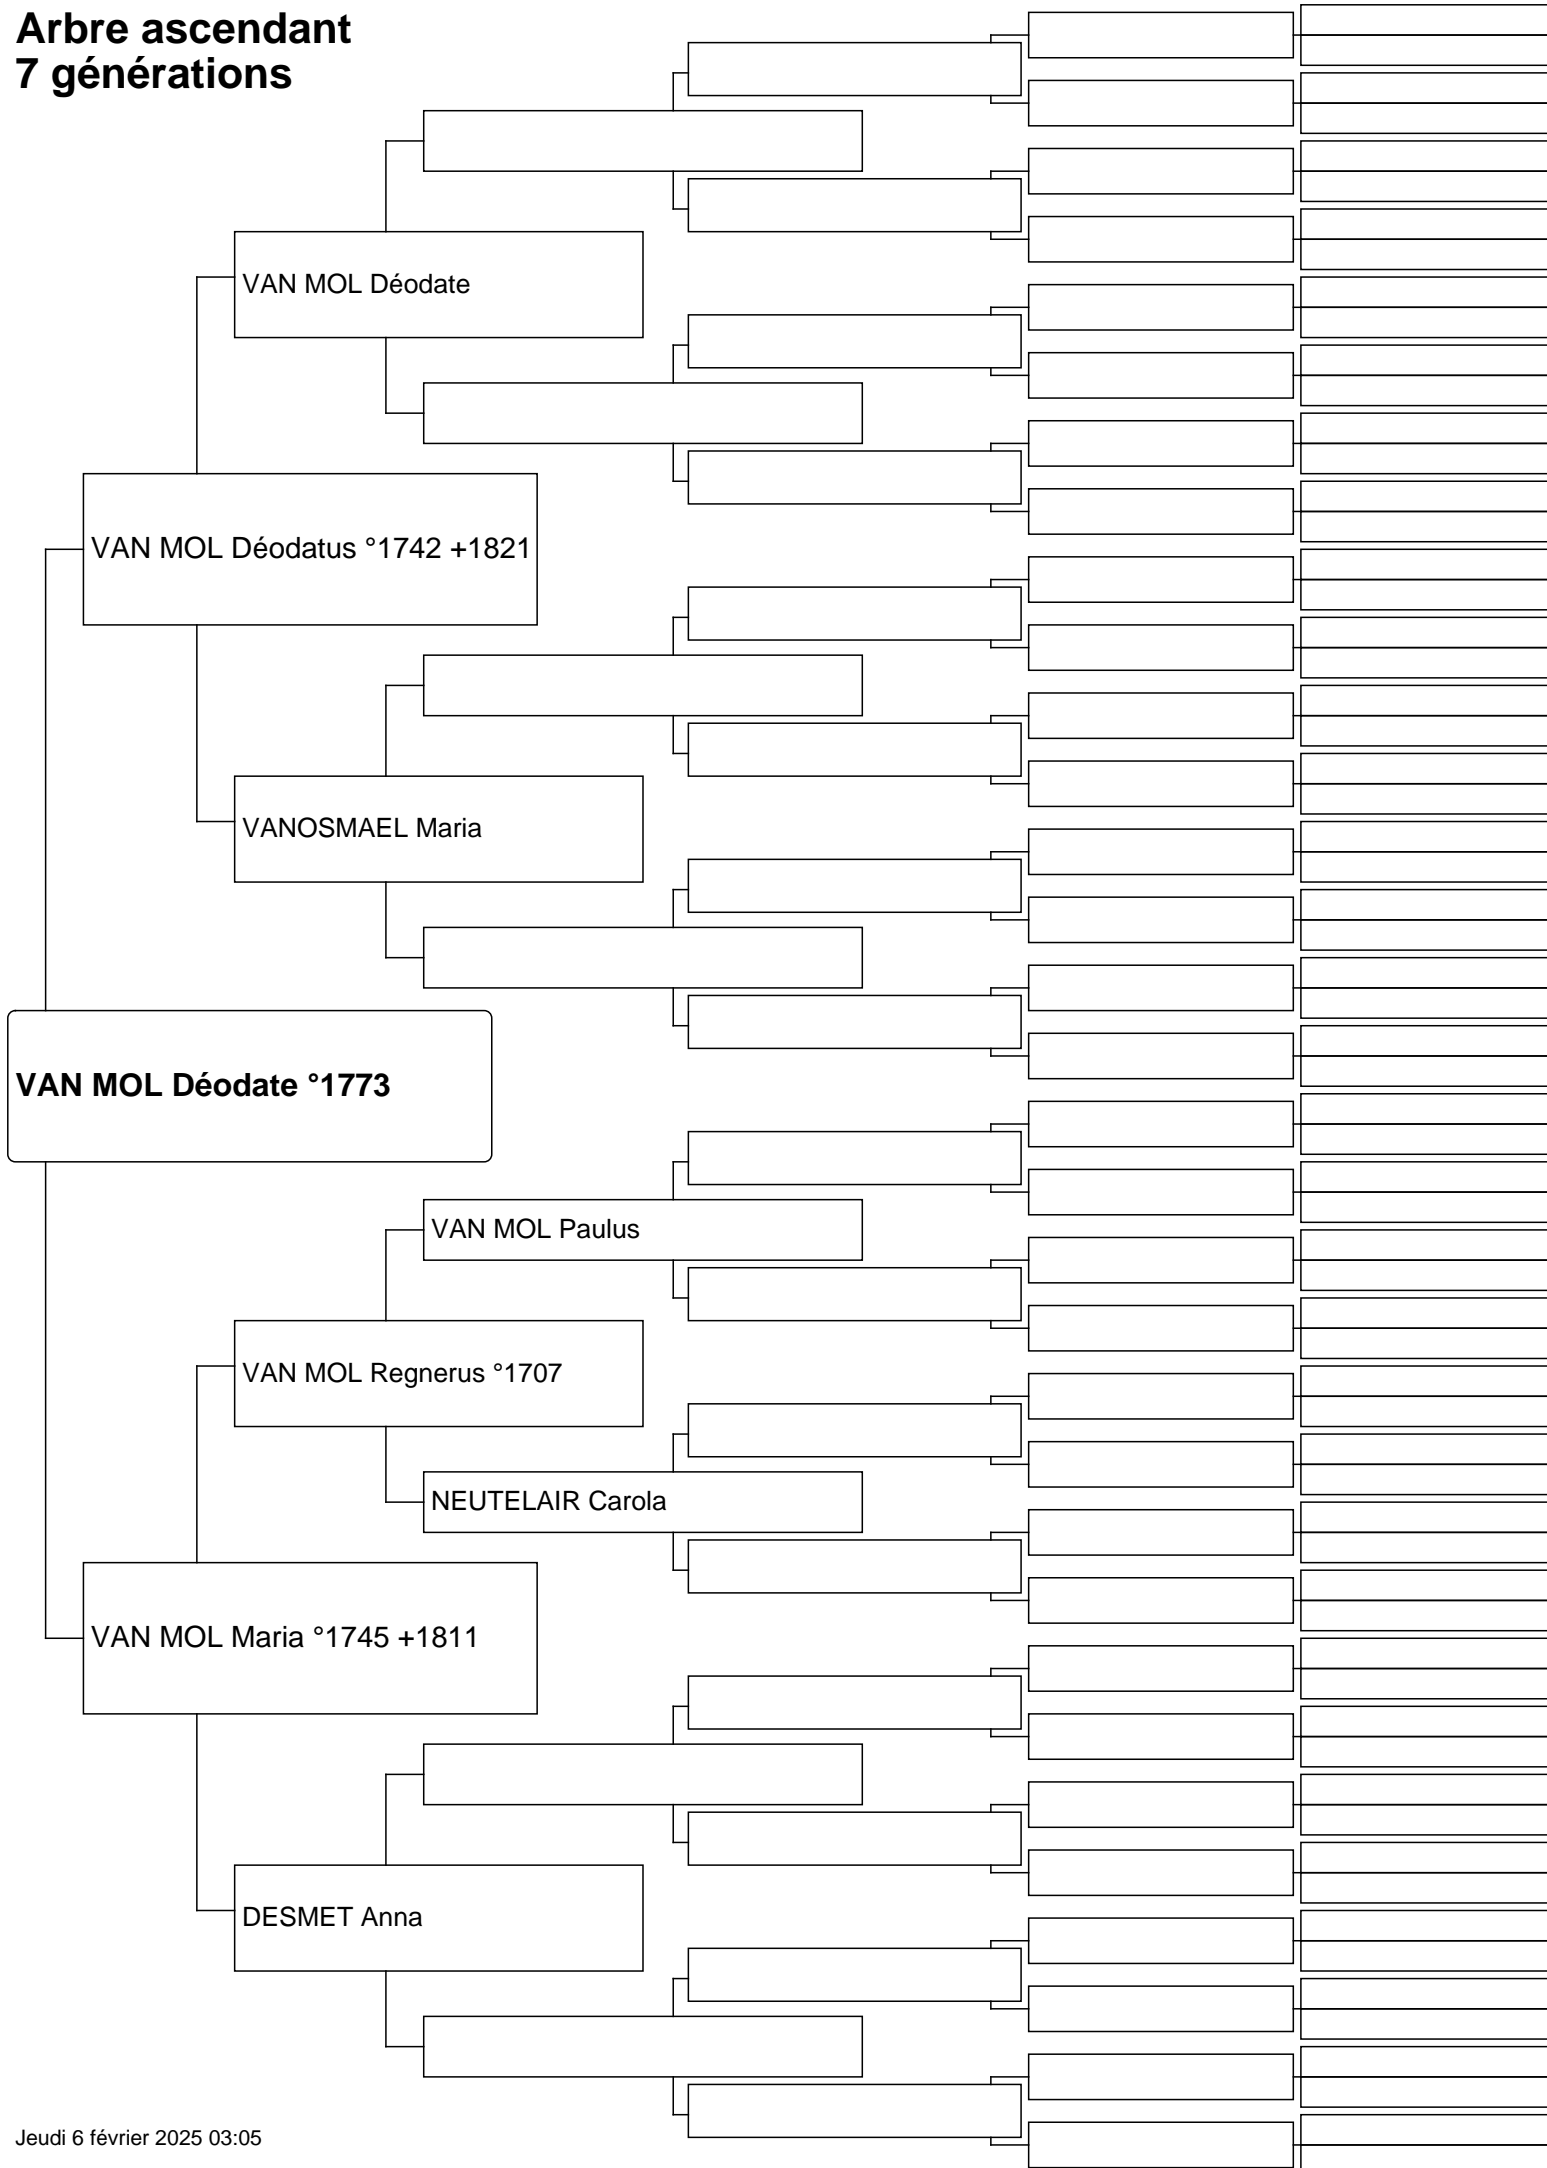 Arbre ascendant
7 générations
VAN MOL Déodate
VAN MOL Déodatus °1742 +1821
VANOSMAEL Maria
VAN MOL Déodate °1773
VAN MOL Paulus
VAN MOL Regnerus °1707
NEUTELAIR Carola
VAN MOL Maria °1745 +1811
DESMET Anna
Jeudi 6 février 2025 03:05